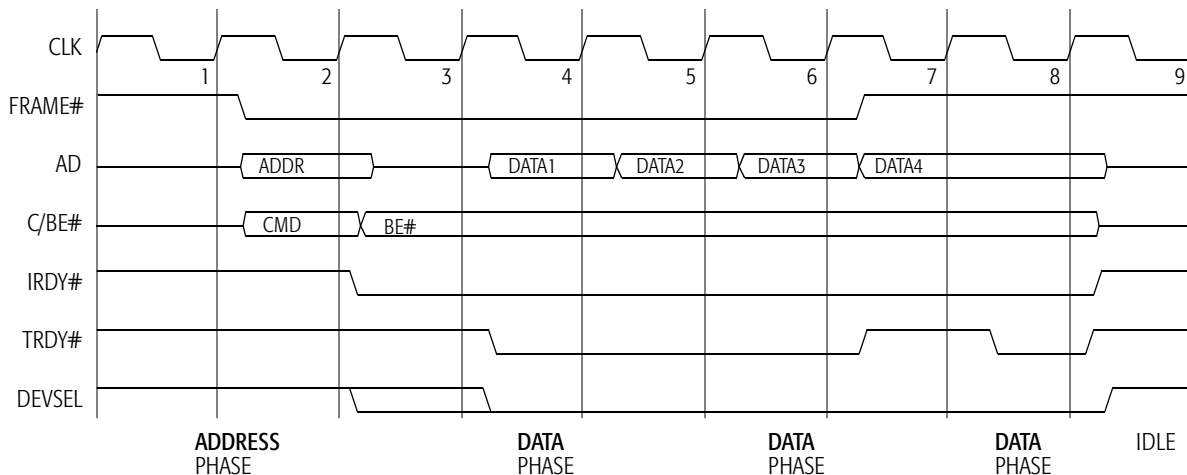 CLK
1 2 3 4 5 6 7 8 9
FRAME#
AD ADDR DATA1 DATA2 DATA3 DATA4
C/BE# CMD BE#
IRDY#
TRDY#
DEVSEL
ADDRESS DATA DATA DATA IDLE
PHASE PHASE PHASE PHASE